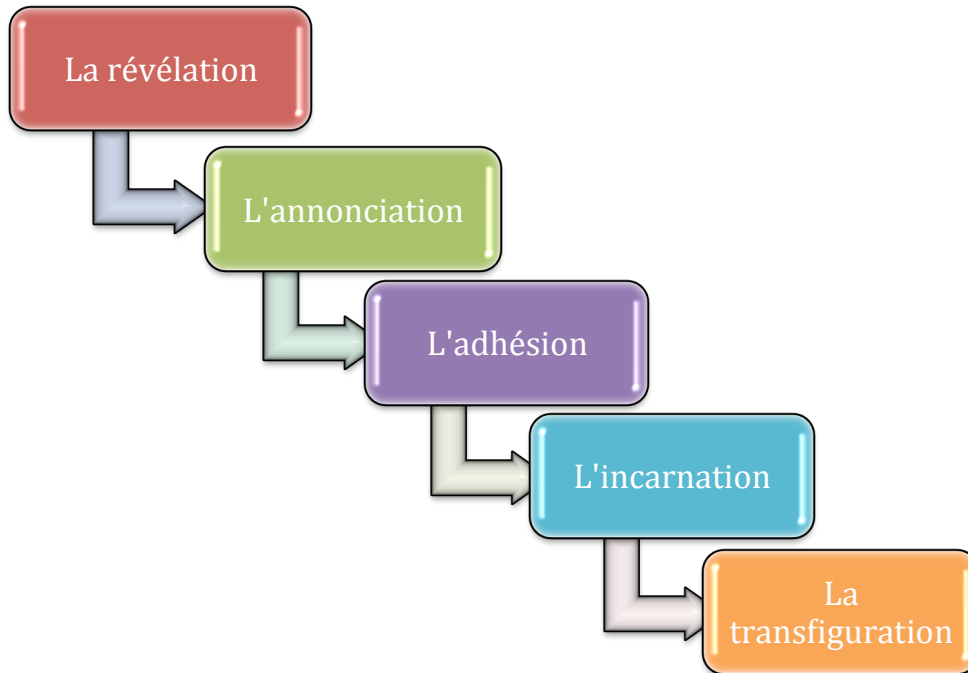 La révélation
L'annonciation
L'adhésion
L'incarnation
La
transfiguration